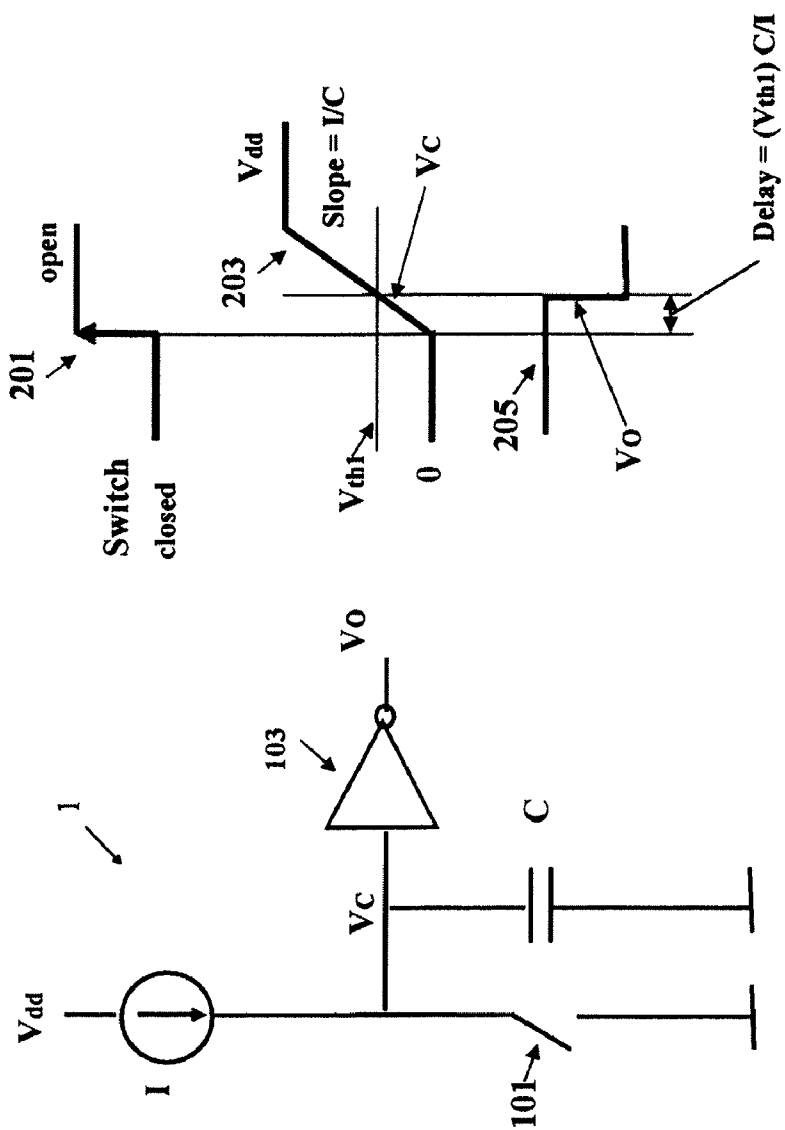 1
Vdd
I
101
VC
C
103
VO
Switch
closed
open
201
Vdd
203
Slope = I/C
Vth1
0
VC
205
VO
Delay = (Vth1) C/I